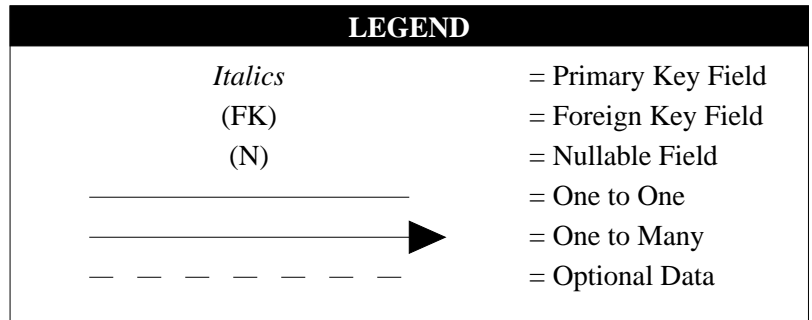 LEGEND
Italics = Primary Key Field
(FK) = Foreign Key Field
(N) = Nullable Field
= One to One
= One to Many
= Optional Data